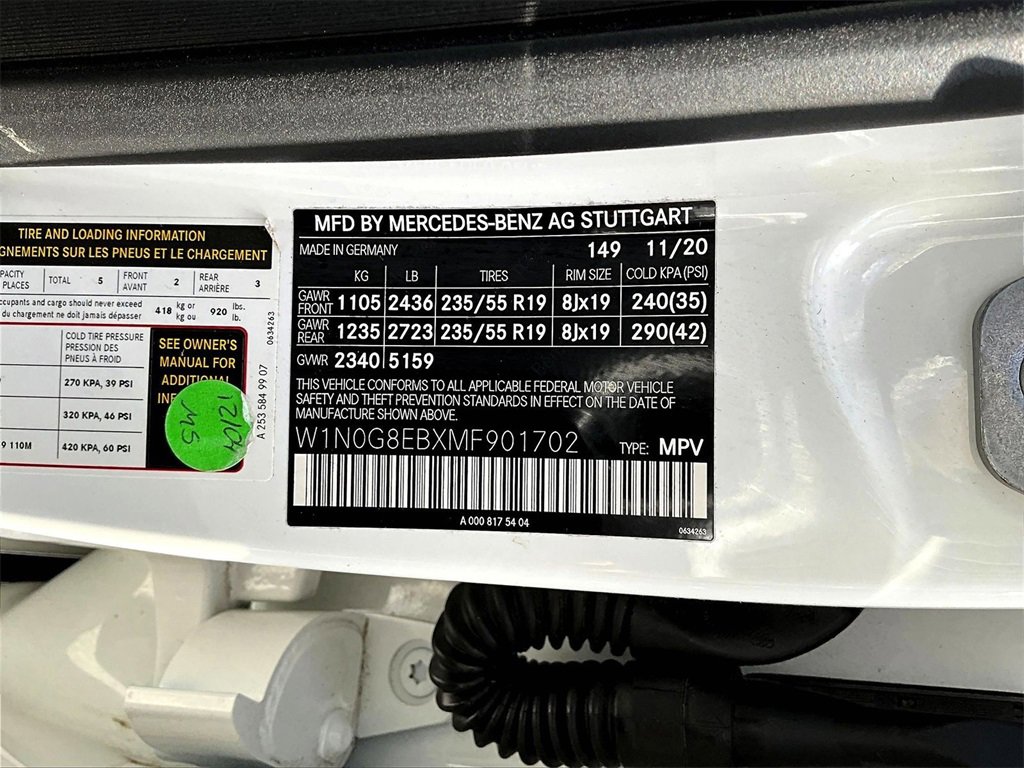 TIRE AND LOADING INFORMATION
GNEMENTS SUR LES PNEUS ET LE CHARGEMENT
PACITY
PLACES
TOTAL 5
FRONT
AVANT 2
REAR
ARRIÈRE 3
ccupants and cargo should never exceed
du chargement ne doit jamais dépasser
418 kg or
kg ou
920 lbs.
lb.
COLD TIRE PRESSURE
PRESSION DES
PNEUS À FROID
270 KPA, 39 PSI
320 KPA, 46 PSI
9 110M
420 KPA, 60 PSI
SEE OWNER'S
MANUAL FOR
ADDITIONAL
INF
12/04
MS
0634263
A 253 584 99 07
MFD BY MERCEDES-BENZ AG STUTTGART
MADE IN GERMANY 149 11/20
KG LB TIRES RIM SIZE COLD KPA (PSI)
GAWR
FRONT 1105 2436 235/55 R19 8Jx19 240(35)
GAWR
REAR 1235 2723 235/55 R19 8Jx19 290(42)
GVWR 2340 5159
THIS VEHICLE CONFORMS TO ALL APPLICABLE FEDERAL MOTOR VEHICLE
SAFETY AND THEFT PREVENTION STANDARDS IN EFFECT ON THE DATE OF
MANUFACTURE SHOWN ABOVE.
W1N0G8EBXMF901702 TYPE: MPV
A 000 817 54 04
0634263